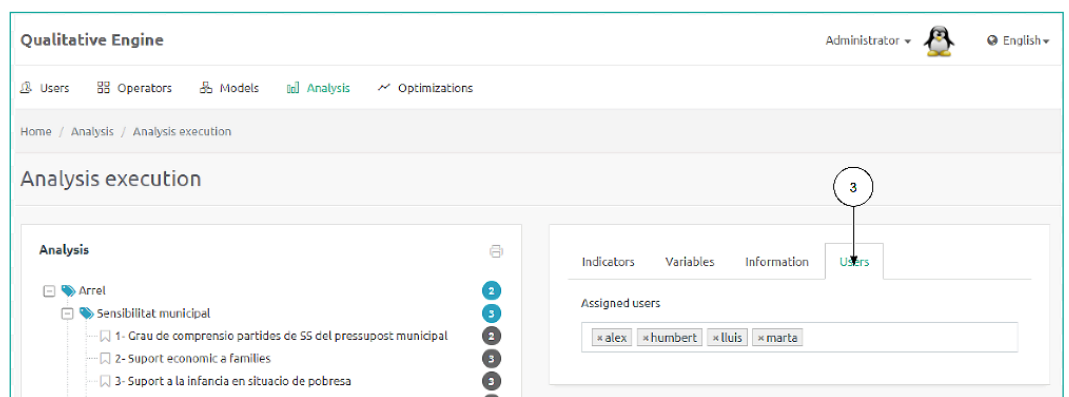 Qualitative Engine
Administrator
English
Users
Operators
Models
Analysis
Optimizations
Home / Analysis / Analysis execution
Analysis execution
3
Analysis
Arrel
2
Sensibilitat municipal
3
1- Grau de comprensio partides de SS del pressupost municipal
2
2- Suport economic a families
3
3- Suport a la infancia en situacio de pobresa
3
Indicators
Variables
Information
Users
Assigned users
×alex ×humbert ×lluis ×marta